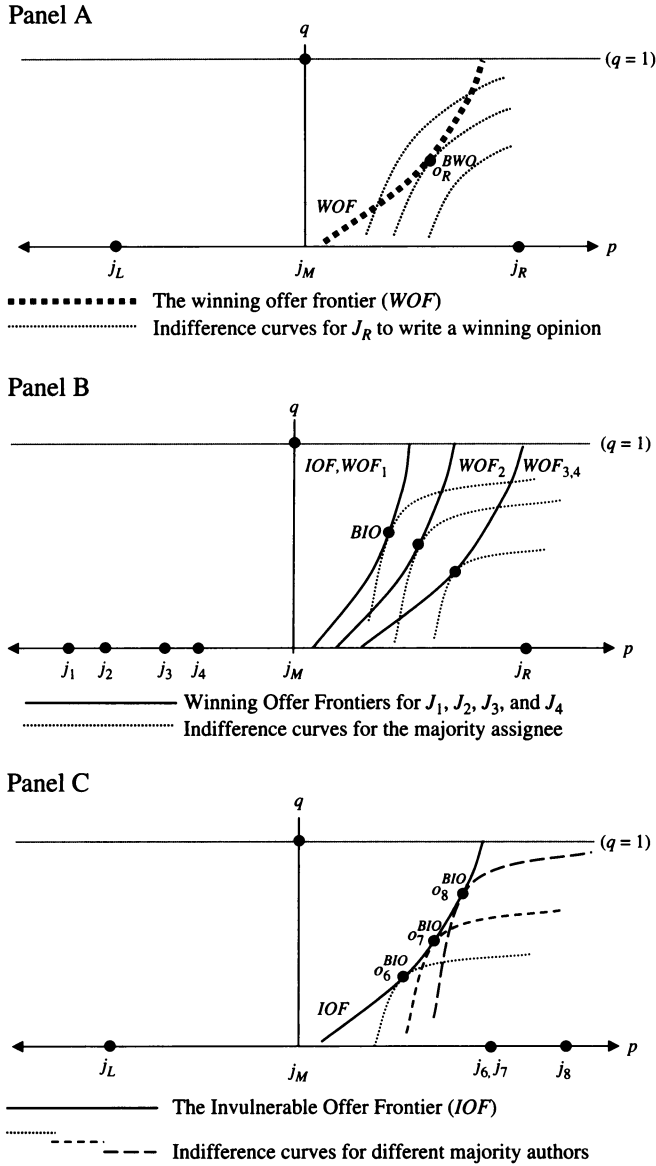 Panel A
q
(q = 1)
WOF
o_R^BWO
p
j_L j_M j_R
The winning offer frontier (WOF)
Indifference curves for J_R to write a winning opinion
Panel B
q
(q = 1)
IOF, WOF_1 WOF_2 WOF_3,4
BIO
p
j_1 j_2 j_3 j_4 j_M j_R
Winning Offer Frontiers for J_1, J_2, J_3, and J_4
Indifference curves for the majority assignee
Panel C
q
(q = 1)
o_8^BIO
o_7^BIO
o_6^BIO
IOF
p
j_L j_M j_6, j_7 j_8
The Invulnerable Offer Frontier (IOF)
Indifference curves for different majority authors